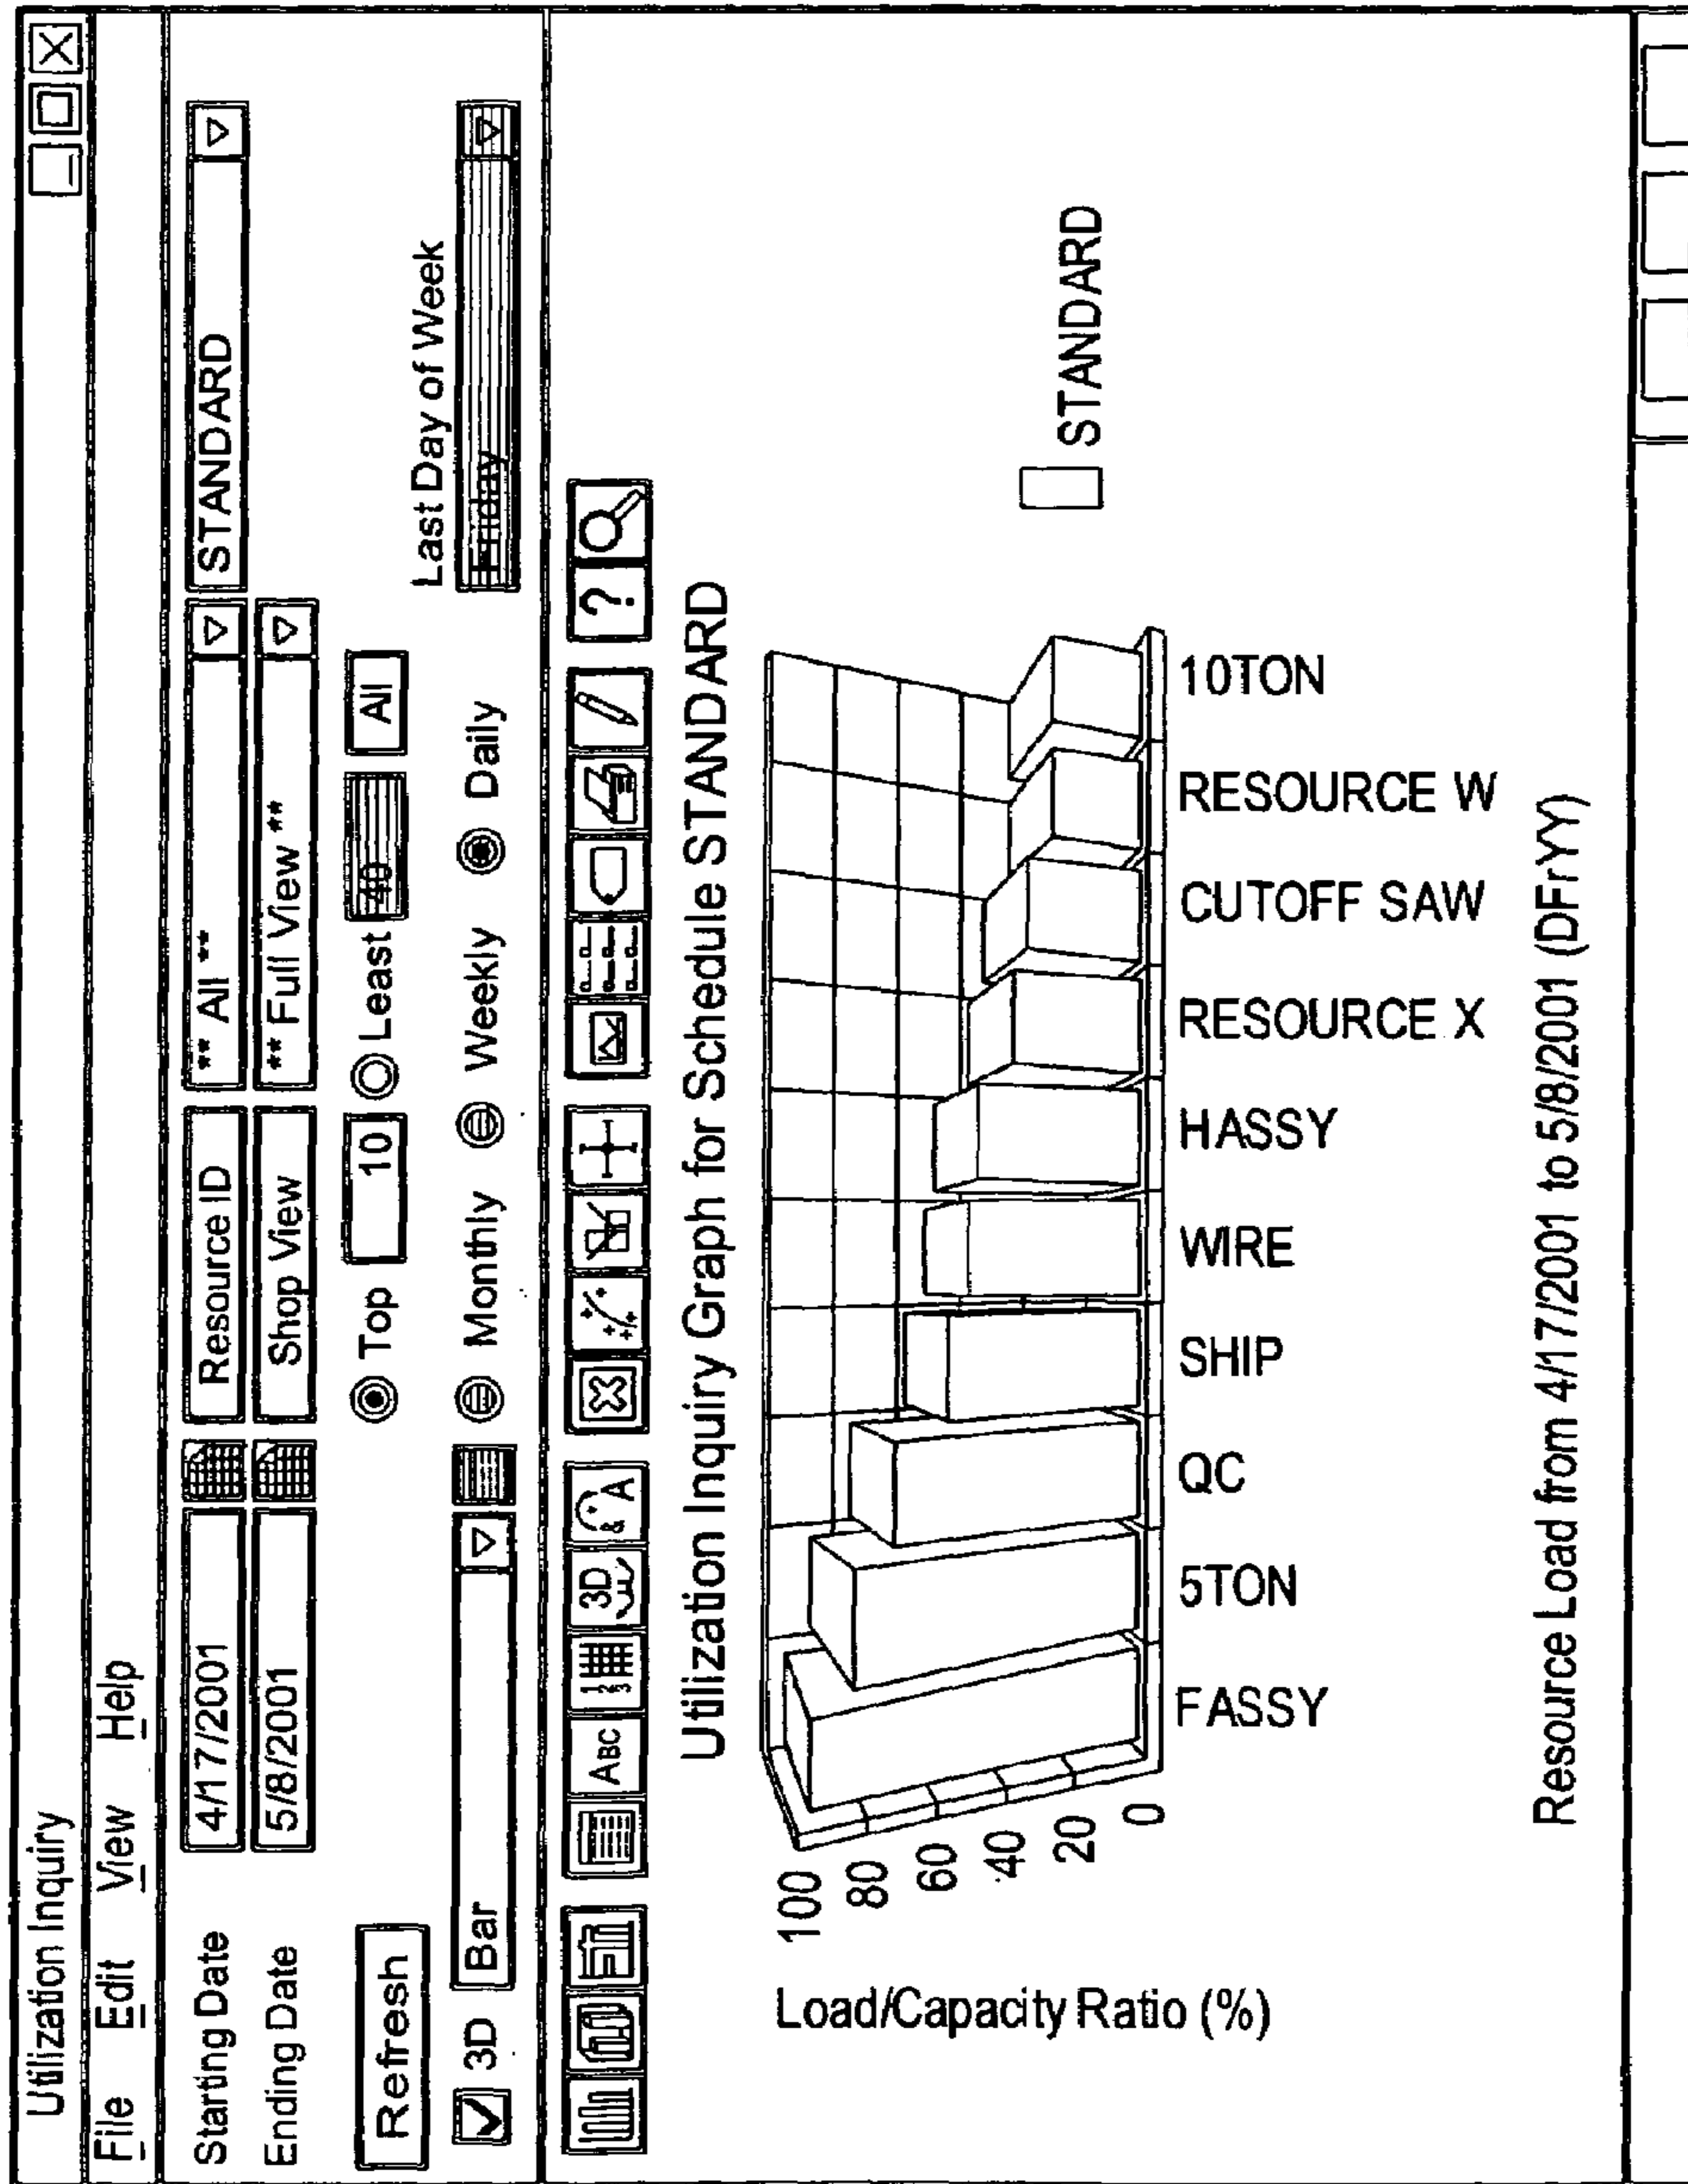 Utilization Inquiry
File Edit View Help
Starting Date 4/17/2001 Resource ID ** All ** STANDARD
Ending Date 5/8/2001 Shop View ** Full View **
Refresh Top 10 Least 40 All
Last Day of Week
3D Bar Monthly Weekly Daily Friday
ABC 123 3D & A ?
Utilization Inquiry Graph for Schedule STANDARD
100
80
60
40
20
0
Load/Capacity Ratio (%)
STANDARD
FASSY 5TON QC SHIP WIRE HASSY RESOURCE X CUTOFF SAW RESOURCE W 10TON
Resource Load from 4/17/2001 to 5/8/2001 (DFrYY)